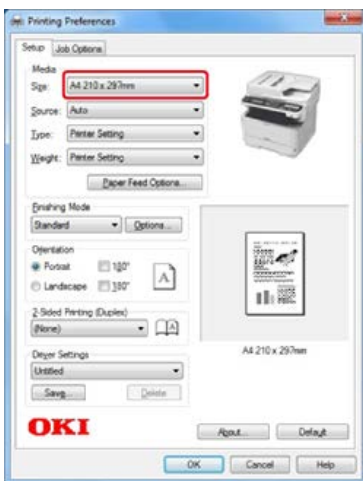 Printing Preferences
Setup Job Options
Media
Size: A4 210 x 297mm
Source: Auto
Type: Printer Setting
Weight: Printer Setting
Paper Feed Options...
Finishing Mode
Standard Options...
Orientation
Portrait 180°
Landscape 180°
A
2-Sided Printing (Duplex)
(None)
A4 210 x 297mm
Driver Settings
Untitled
Save... Delete
OKI
About... Default
OK Cancel Help